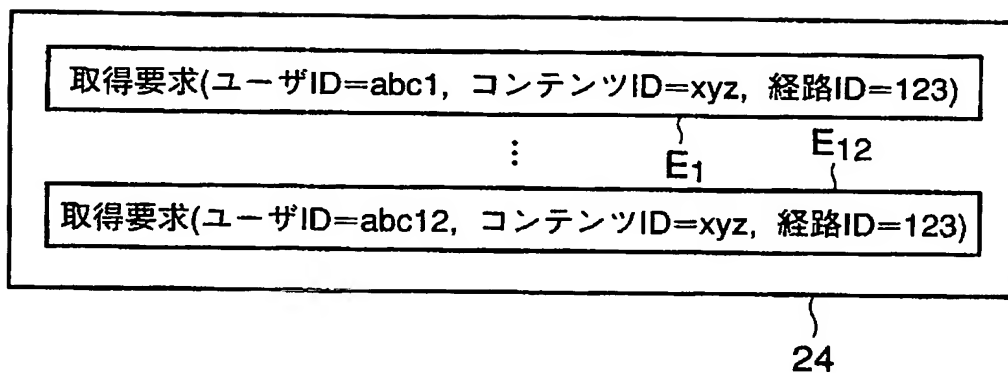 取得要求(ユーザID=abc1, コンテンツID=xyz, 経路ID=123)
⋮
E1
E12
取得要求(ユーザID=abc12, コンテンツID=xyz, 経路ID=123)
24